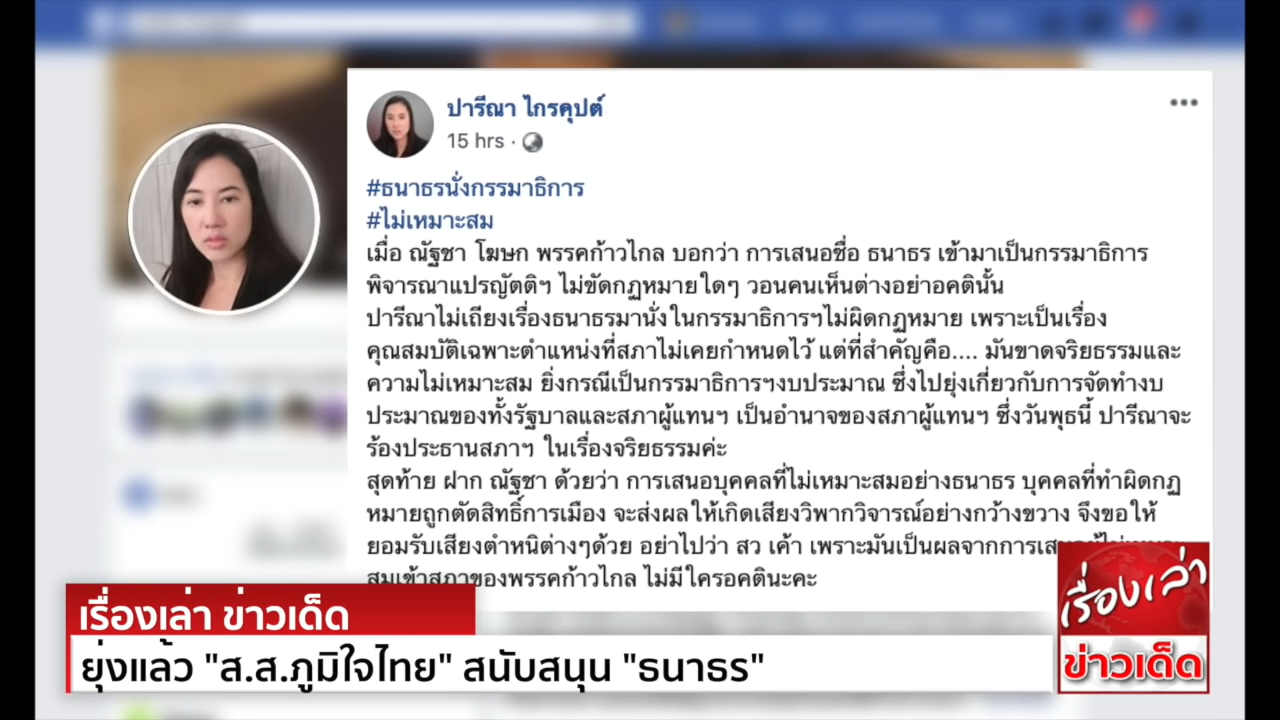 ปารีณา ไกรคุปต์
15 hrs ·
#ธนาธรนั่งกรรมาธิการ
#ไม่เหมาะสม
เมื่อ ณัฐชา โฆษก พรรคก้าวไกล บอกว่า การเสนอชื่อ ธนาธร เข้ามาเป็นกรรมาธิการ
พิจารณาแปรญัตติฯ ไม่ขัดกฎหมายใดๆ วอนคนเห็นต่างอย่าอคตินั้น
ปารีณาไม่เถียงเรื่องธนาธรมานั่งในกรรมาธิการฯไม่ผิดกฎหมาย เพราะเป็นเรื่อง
คุณสมบัติเฉพาะตำแหน่งที่สภาไม่เคยกำหนดไว้ แต่ที่สำคัญคือ.... มันขาดจริยธรรมและ
ความไม่เหมาะสม ยิ่งกรณีเป็นกรรมาธิการฯงบประมาณ ซึ่งไปยุ่งเกี่ยวกับการจัดทำงบ
ประมาณของทั้งรัฐบาลและสภาผู้แทนฯ เป็นอำนาจของสภาผู้แทนฯ ซึ่งวันพุธนี้ ปารีณาจะ
ร้องประธานสภาฯ ในเรื่องจริยธรรมค่ะ
สุดท้าย ฝาก ณัฐชา ด้วยว่า การเสนอบุคคลที่ไม่เหมาะสมอย่างธนาธร บุคคลที่ทำผิดกฎ
หมายถูกตัดสิทธิ์การเมือง จะส่งผลให้เกิดเสียงวิพากวิจารณ์อย่างกว้างขวาง จึงขอให้
ยอมรับเสียงตำหนิต่างๆด้วย อย่าไปว่า สว เค้า เพราะมันเป็นผลจากการ
สมเข้าสภาของพรรคก้าวไกล ไม่มีใครอคตินะคะ
เรื่องเล่า ข่าวเด็ด
ยุ่งแล้ว "ส.ส.ภูมิใจไทย" สนับสนุน "ธนาธร"
เรื่องเล่า
ข่าวเด็ด